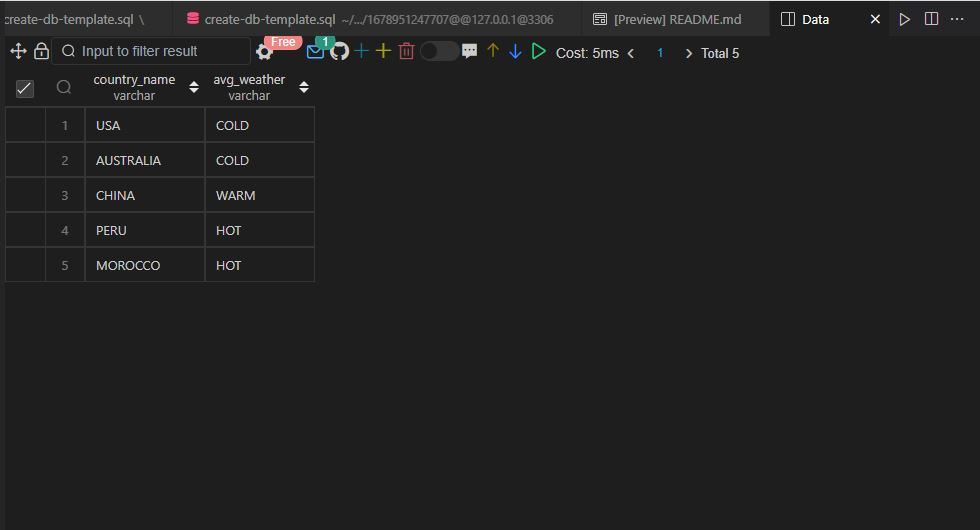 create-db-template.sql \
create-db-template.sql ~/.../1678951247707@@127.0.0.1@3306
[Preview] README.md
Data
Input to filter result
Free
1
Cost: 5ms
1
Total 5
country_name
varchar
avg_weather
varchar
1 USA COLD
2 AUSTRALIA COLD
3 CHINA WARM
4 PERU HOT
5 MOROCCO HOT